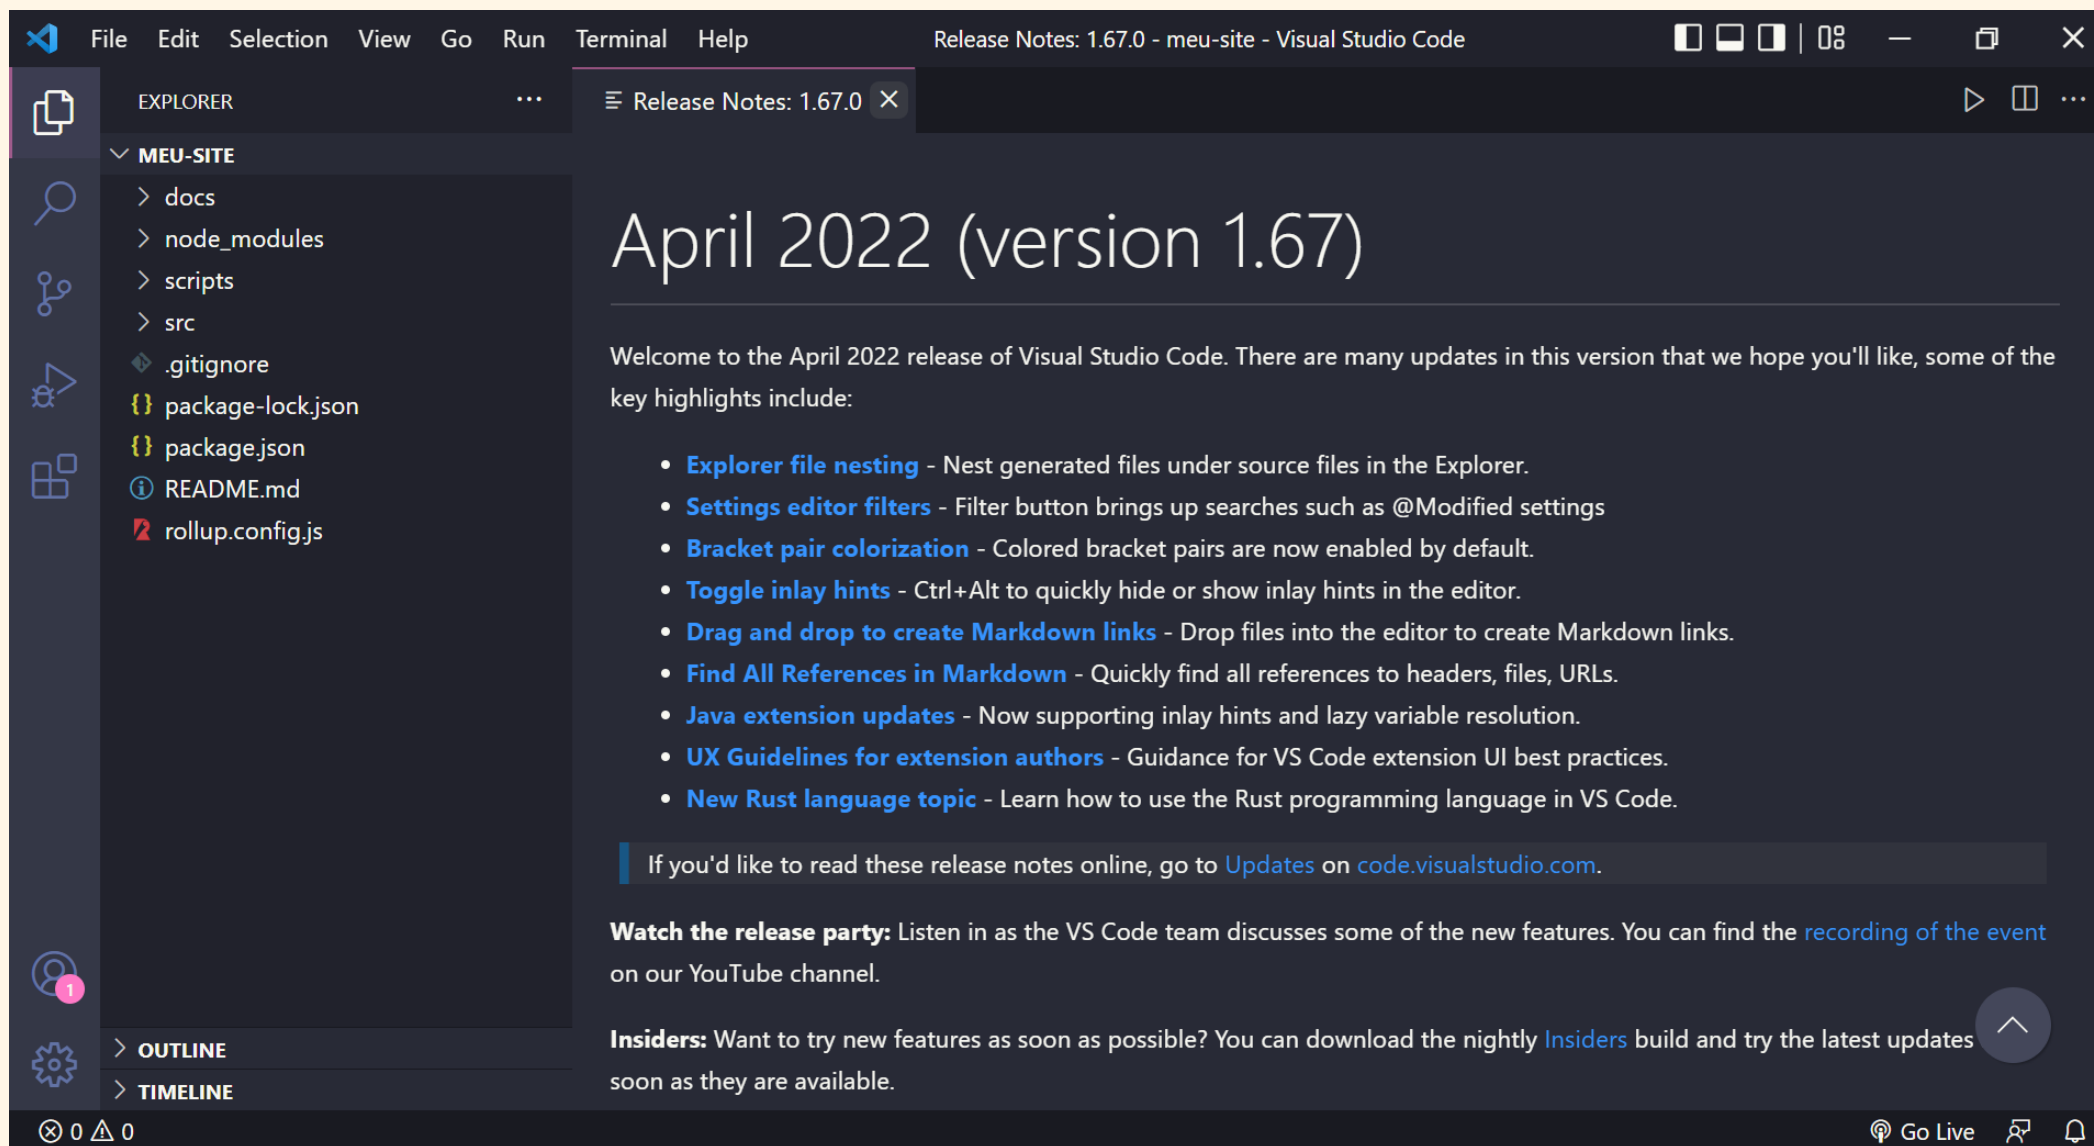 File Edit Selection View Go Run Terminal Help Release Notes: 1.67.0 - meu-site - Visual Studio Code
EXPLORER
Release Notes: 1.67.0
MEU-SITE
docs
node_modules
scripts
src
.gitignore
package-lock.json
package.json
README.md
rollup.config.js
OUTLINE
TIMELINE
1
April 2022 (version 1.67)
Welcome to the April 2022 release of Visual Studio Code. There are many updates in this version that we hope you'll like, some of the
key highlights include:
• Explorer file nesting - Nest generated files under source files in the Explorer.
• Settings editor filters - Filter button brings up searches such as @Modified settings
• Bracket pair colorization - Colored bracket pairs are now enabled by default.
• Toggle inlay hints - Ctrl+Alt to quickly hide or show inlay hints in the editor.
• Drag and drop to create Markdown links - Drop files into the editor to create Markdown links.
• Find All References in Markdown - Quickly find all references to headers, files, URLs.
• Java extension updates - Now supporting inlay hints and lazy variable resolution.
• UX Guidelines for extension authors - Guidance for VS Code extension UI best practices.
• New Rust language topic - Learn how to use the Rust programming language in VS Code.
If you'd like to read these release notes online, go to Updates on code.visualstudio.com.
Watch the release party: Listen in as the VS Code team discusses some of the new features. You can find the recording of the event
on our YouTube channel.
Insiders: Want to try new features as soon as possible? You can download the nightly Insiders build and try the latest updates
soon as they are available.
0 0 Go Live